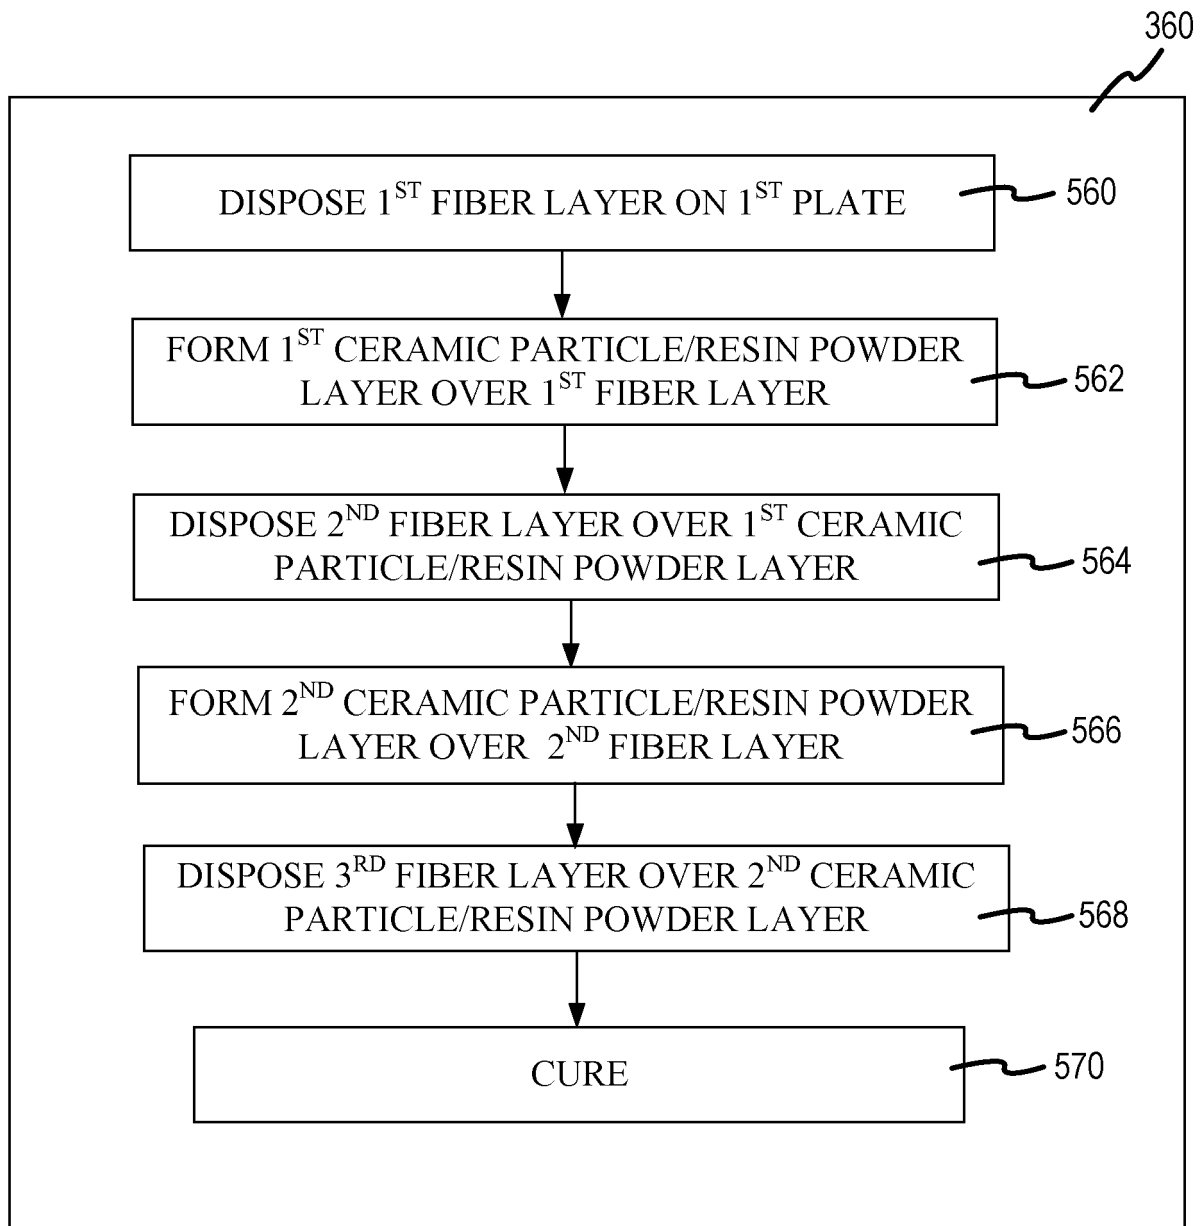 360
DISPOSE 1ST FIBER LAYER ON 1ST PLATE
560
FORM 1ST CERAMIC PARTICLE/RESIN POWDER
LAYER OVER 1ST FIBER LAYER
562
DISPOSE 2ND FIBER LAYER OVER 1ST CERAMIC
PARTICLE/RESIN POWDER LAYER
564
FORM 2ND CERAMIC PARTICLE/RESIN POWDER
LAYER OVER 2ND FIBER LAYER
566
DISPOSE 3RD FIBER LAYER OVER 2ND CERAMIC
PARTICLE/RESIN POWDER LAYER
568
CURE
570